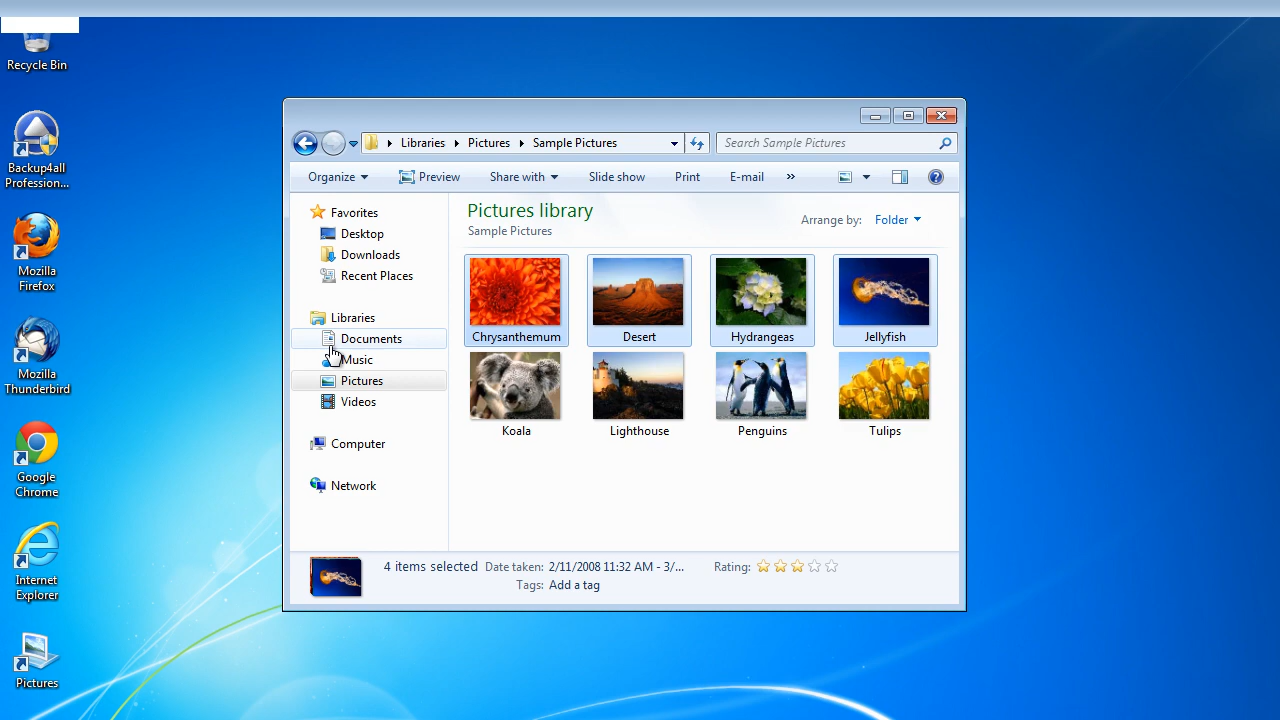 Recycle Bin
Backup4all
Profession...
Mozilla
Firefox
Mozilla
Thunderbird
Google
Chrome
Internet
Explorer
Pictures
Libraries
Pictures
Sample Pictures
Search Sample Pictures
Organize
Preview
Share with
Slide show
Print
E-mail
»
Favorites
Desktop
Downloads
Recent Places
Libraries
Documents
Music
Pictures
Videos
Computer
Network
Pictures library
Sample Pictures
Arrange by: Folder
Chrysanthemum
Desert
Hydrangeas
Jellyfish
Koala
Lighthouse
Penguins
Tulips
4 items selected
Date taken: 2/11/2008 11:32 AM - 3/...
Rating:
Tags: Add a tag